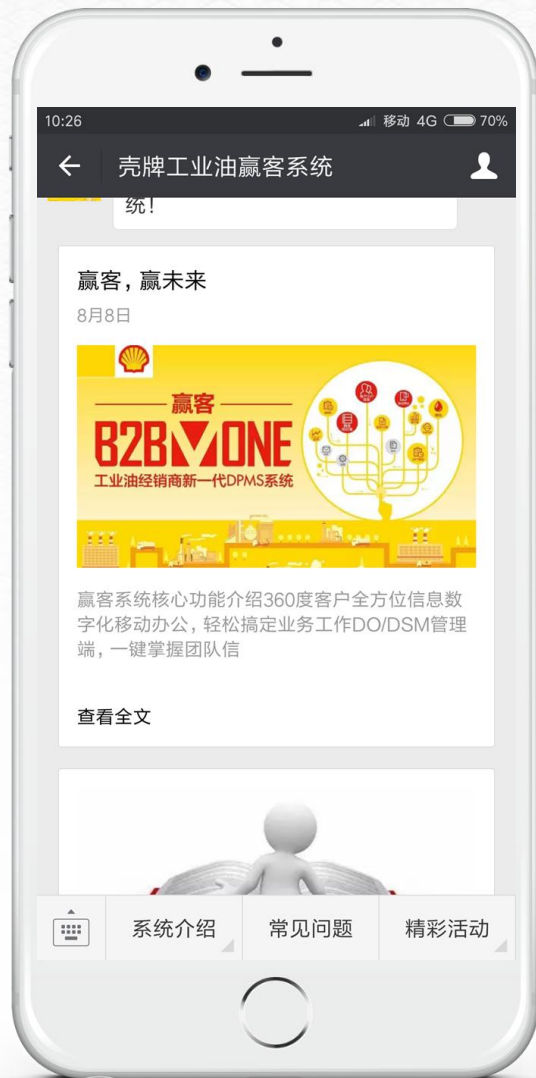 10:26
移动 4G 70%
壳牌工业油赢客系统
统!
赢客,赢未来
8月8日
赢客
B2B ONE
工业油经销商新一代DPMS系统
赢客系统核心功能介绍360度客户全方位信息数
字化移动办公,轻松搞定业务工作DO/DSM管理
端,一键掌握团队信
查看全文
系统介绍
常见问题
精彩活动